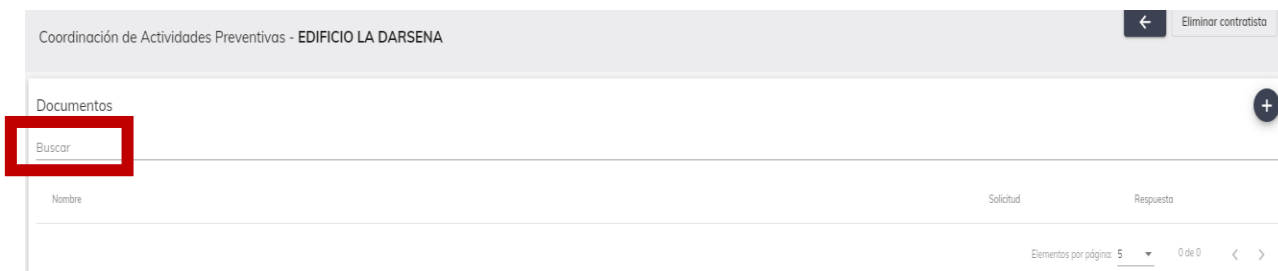 Coordinación de Actividades Preventivas - EDIFICIO LA DARSENA
Eliminar contratista
Documentos
Buscar
Nombre Solicitud Respuesta
Elementos por página: 5 0 de 0